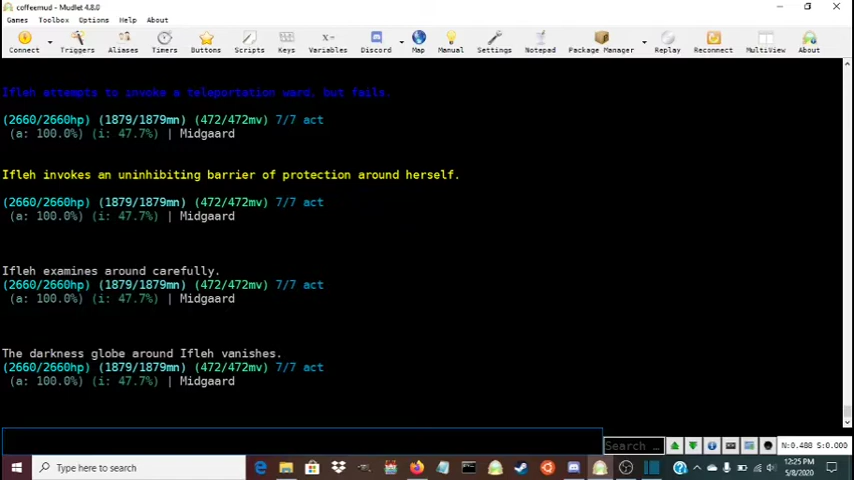 coffeemud - Mudlet 4.8.0
Games Toolbox Options Help About
Connect Triggers Aliases Timers Buttons Scripts Keys Variables Discord Map Manual Settings Notepad Package Manager Replay Reconnect MultiView About
Ifleh attempts to invoke a teleportation ward, but fails.
(2660/2660hp) (1879/1879mn) (472/472mv) 7/7 act
(a: 100.0%) (i: 47.7%) | Midgaard
Ifleh invokes an uninhibiting barrier of protection around herself.
(2660/2660hp) (1879/1879mn) (472/472mv) 7/7 act
(a: 100.0%) (i: 47.7%) | Midgaard
Ifleh examines around carefully.
(2660/2660hp) (1879/1879mn) (472/472mv) 7/7 act
(a: 100.0%) (i: 47.7%) | Midgaard
The darkness globe around Ifleh vanishes.
(2660/2660hp) (1879/1879mn) (472/472mv) 7/7 act
(a: 100.0%) (i: 47.7%) | Midgaard
Search ... N:0.488 S:0.000
Type here to search
12:25 PM
5/8/2020